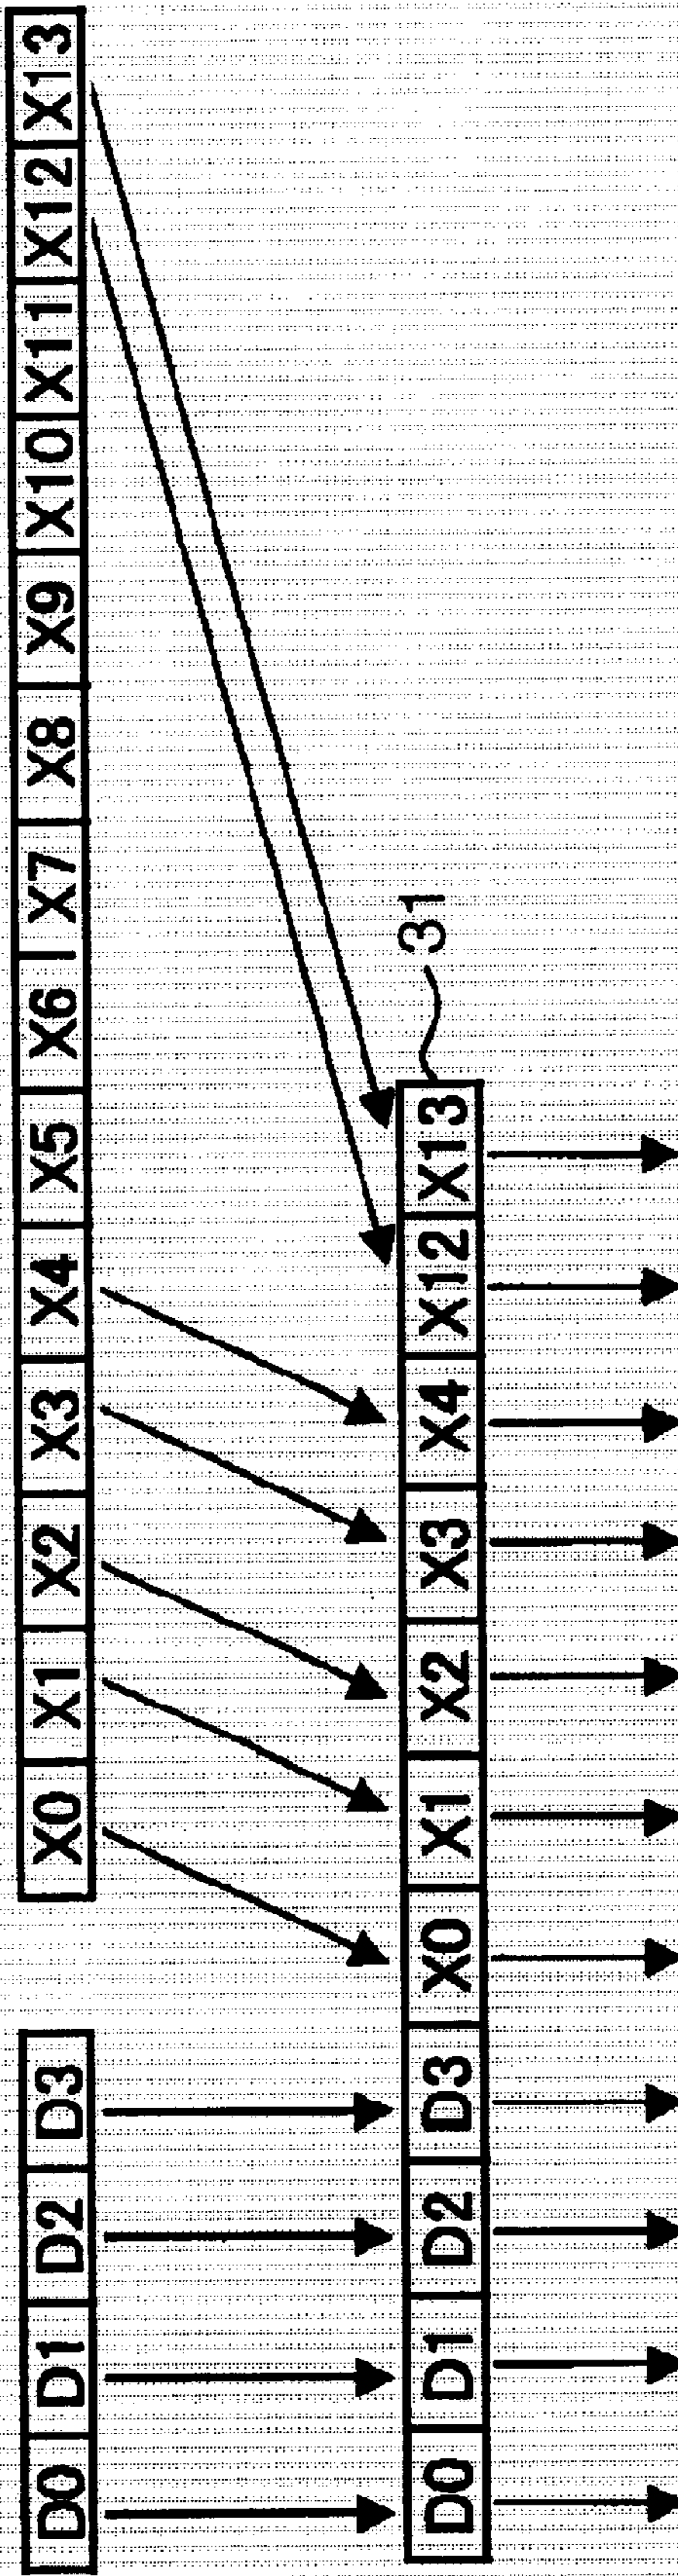 D0 D1 D2 D3 X0 X1 X2 X3 X4 X5 X6 X7 X8 X9 X10 X11 X12 X13
31
D0 D1 D2 D3 X0 X1 X2 X3 X4 X12 X13